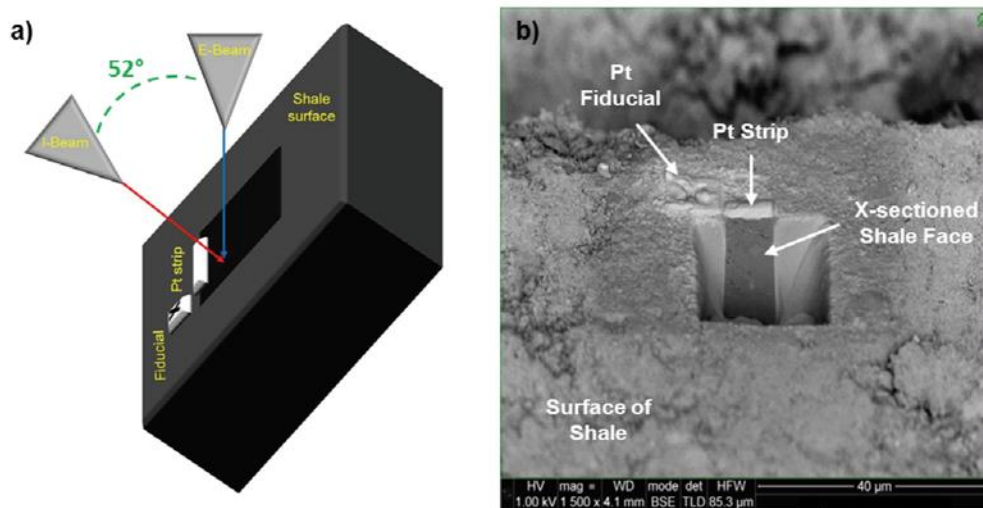 a)
E-Beam
52°
I-Beam
Shale
surface
Pt strip
Fiducial
b)
Pt
Fiducial
Pt Strip
X-sectioned
Shale Face
Surface of
Shale
HV mag = WD mode det HFW
1.00 kV 1 500 x 4.1 mm BSE TLD 85.3 µm
40 µm